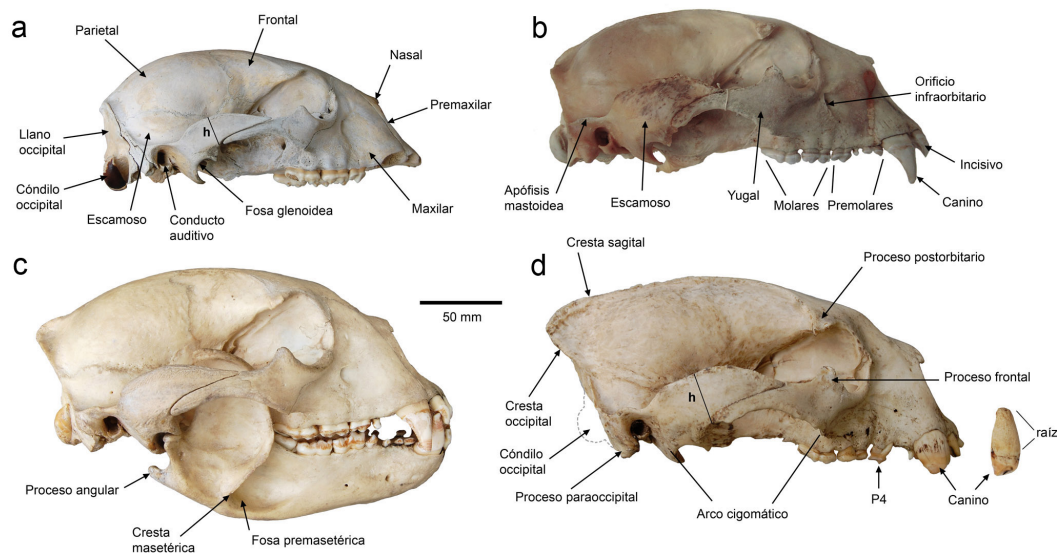 a
Parietal
Frontal
Nasal
Premaxilar
Llano
occipital
h
Cóndilo
occipital
Escamoso
Conducto
auditivo
Fosa glenoidea
Maxilar
b
Orificio
infraorbitario
Incisivo
Apófisis
mastoidea
Escamoso
Yugal
Molares
Premolares
Canino
c
50 mm
Proceso angular
Cresta
masetérica
Fosa premasetérica
d
Cresta sagital
Proceso postorbitario
Proceso frontal
h
Cresta
occipital
Cóndilo
occipital
raíz
Proceso paraoccipital
Arco cigomático
P4
Canino